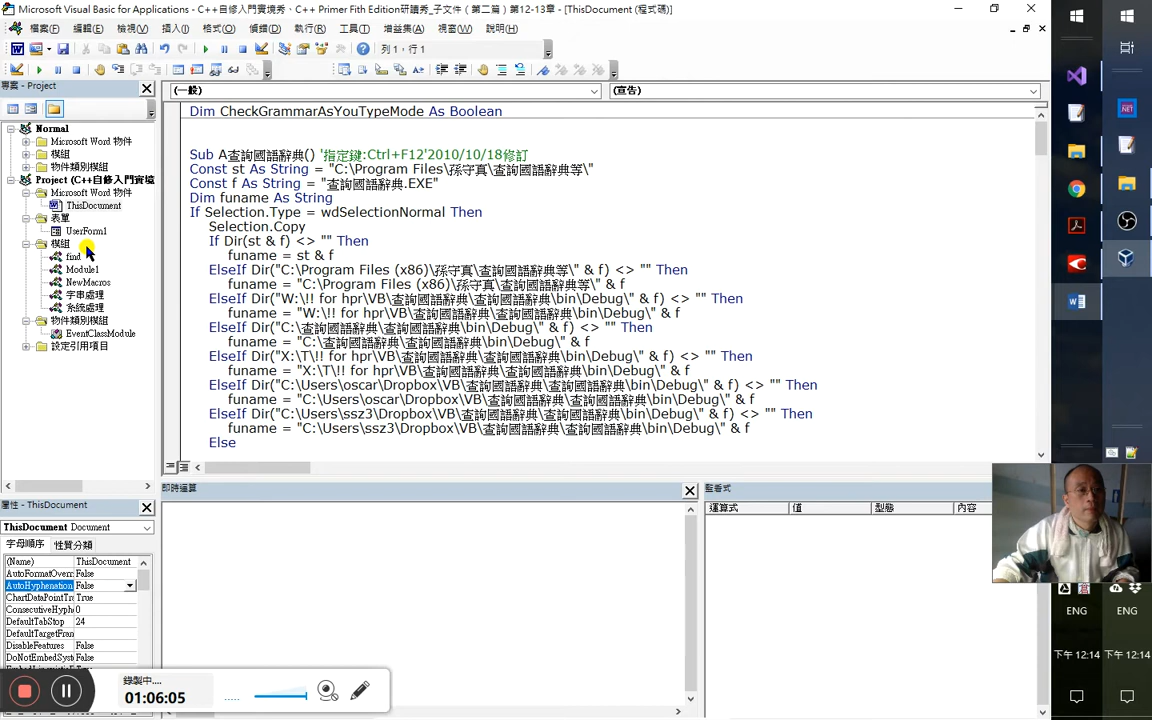 Microsoft Visual Basic for Applications - C++自修入門實境秀、C++ Primer Fith Edition研讀秀_子文件（第二篇）第12-13章 - [ThisDocument (程式碼)]
檔案(F) 編輯(E) 檢視(V) 插入(I) 格式(O) 偵錯(D) 執行(R) 工具(T) 增益集(A) 視窗(W) 說明(H)
列 1，行 1
專案 - Project
(一般)
(宣告)
Normal
Microsoft Word 物件
模組
物件類別模組
Project (C++自修入門實境
Microsoft Word 物件
ThisDocument
表單
UserForm1
模組
find
Module1
NewMacros
字串處理
系統處理
物件類別模組
EventClassModule
設定引用項目
Dim CheckGrammarAsYouTypeMode As Boolean
Sub A查詢國語辭典() '指定鍵:Ctrl+F12'2010/10/18修訂
Const st As String = "C:\Program Files\孫守真\查詢國語辭典等\"
Const f As String = "查詢國語辭典.EXE"
Dim funame As String
If Selection.Type = wdSelectionNormal Then
Selection.Copy
If Dir(st & f) <> "" Then
funame = st & f
ElseIf Dir("C:\Program Files (x86)\孫守真\查詢國語辭典等\" & f) <> "" Then
funame = "C:\Program Files (x86)\孫守真\查詢國語辭典等\" & f
ElseIf Dir("W:\!! for hpr\VB\查詢國語辭典\查詢國語辭典\bin\Debug\" & f) <> "" Then
funame = "W:\!! for hpr\VB\查詢國語辭典\查詢國語辭典\bin\Debug\" & f
ElseIf Dir("C:\查詢國語辭典\查詢國語辭典\bin\Debug\" & f) <> "" Then
funame = "C:\查詢國語辭典\查詢國語辭典\bin\Debug\" & f
ElseIf Dir("X:\T\!! for hpr\VB\查詢國語辭典\查詢國語辭典\bin\Debug\" & f) <> "" Then
funame = "X:\T\!! for hpr\VB\查詢國語辭典\查詢國語辭典\bin\Debug\" & f
ElseIf Dir("C:\Users\oscar\Dropbox\VB\查詢國語辭典\查詢國語辭典\bin\Debug\" & f) <> "" Then
funame = "C:\Users\oscar\Dropbox\VB\查詢國語辭典\查詢國語辭典\bin\Debug\" & f
ElseIf Dir("C:\Users\ssz3\Dropbox\VB\查詢國語辭典\查詢國語辭典\bin\Debug\" & f) <> "" Then
funame = "C:\Users\ssz3\Dropbox\VB\查詢國語辭典\查詢國語辭典\bin\Debug\" & f
Else
即時運算
監看式
運算式 值 型態 內容
屬性 - ThisDocument
ThisDocument Document
字母順序 性質分類
(Name) ThisDocument
AutoFormatOverr False
AutoHyphenation False
ChartDataPointTr True
ConsecutiveHyph 0
DefaultTabStop 24
DefaultTargetFran
DisableFeatures False
DoNotEmbedSyst False
錄製中....
01:06:05
.NET
ENG ENG
下午 12:14 下午 12:14